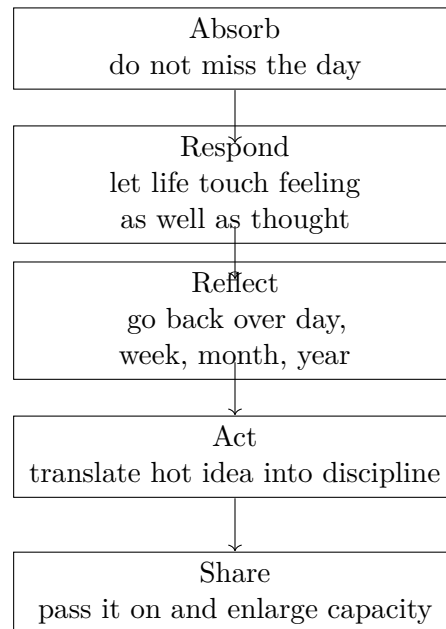 Absorb
do not miss the day
Respond
let life touch feeling
as well as thought
Reflect
go back over day,
week, month, year
Act
translate hot idea into discipline
Share
pass it on and enlarge capacity